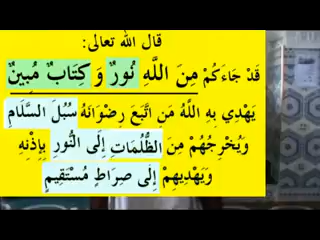 قال الله تعالى:
قَدْ جَاءَكُمْ مِنَ اللَّهِ نُورٌ وَ كِتَابٌ مُبِينٌ
يَهْدِي بِهِ اللَّهُ مَنِ اتَّبَعَ رِضْوَانَهُ سُبُلَ السَّلَامِ
وَيُخْرِجُهُمْ مِنَ الظُّلُمَاتِ إِلَى النُّورِ بِإِذْنِهِ
وَيَهْدِيهِمْ إِلَى صِرَاطٍ مُسْتَقِيمٍ